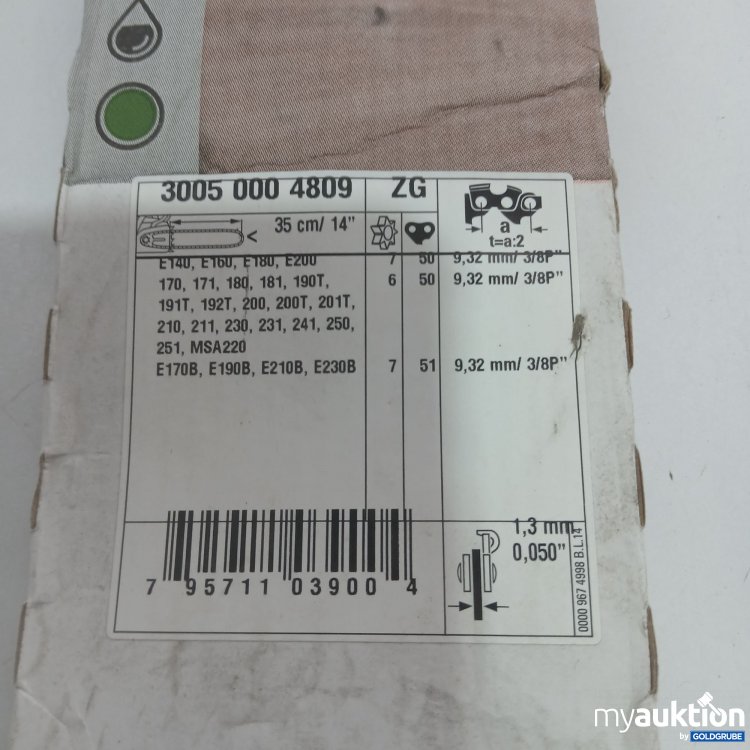 3005 000 4809 ZG
35 cm/ 14” a
< t=a:2
E140, E160, E180, E200 7 50 9,32 mm/ 3/8P”
170, 171, 180, 181, 190T, 6 50 9,32 mm/ 3/8P”
191T, 192T, 200, 200T, 201T,
210, 211, 230, 231, 241, 250,
251, MSA220
E170B, E190B, E210B, E230B 7 51 9,32 mm/ 3/8P”
1,3 mm
0,050”
7 95711 03900 4
0000 967 4998 B.L.14
myauktion
by GOLDGRUBE